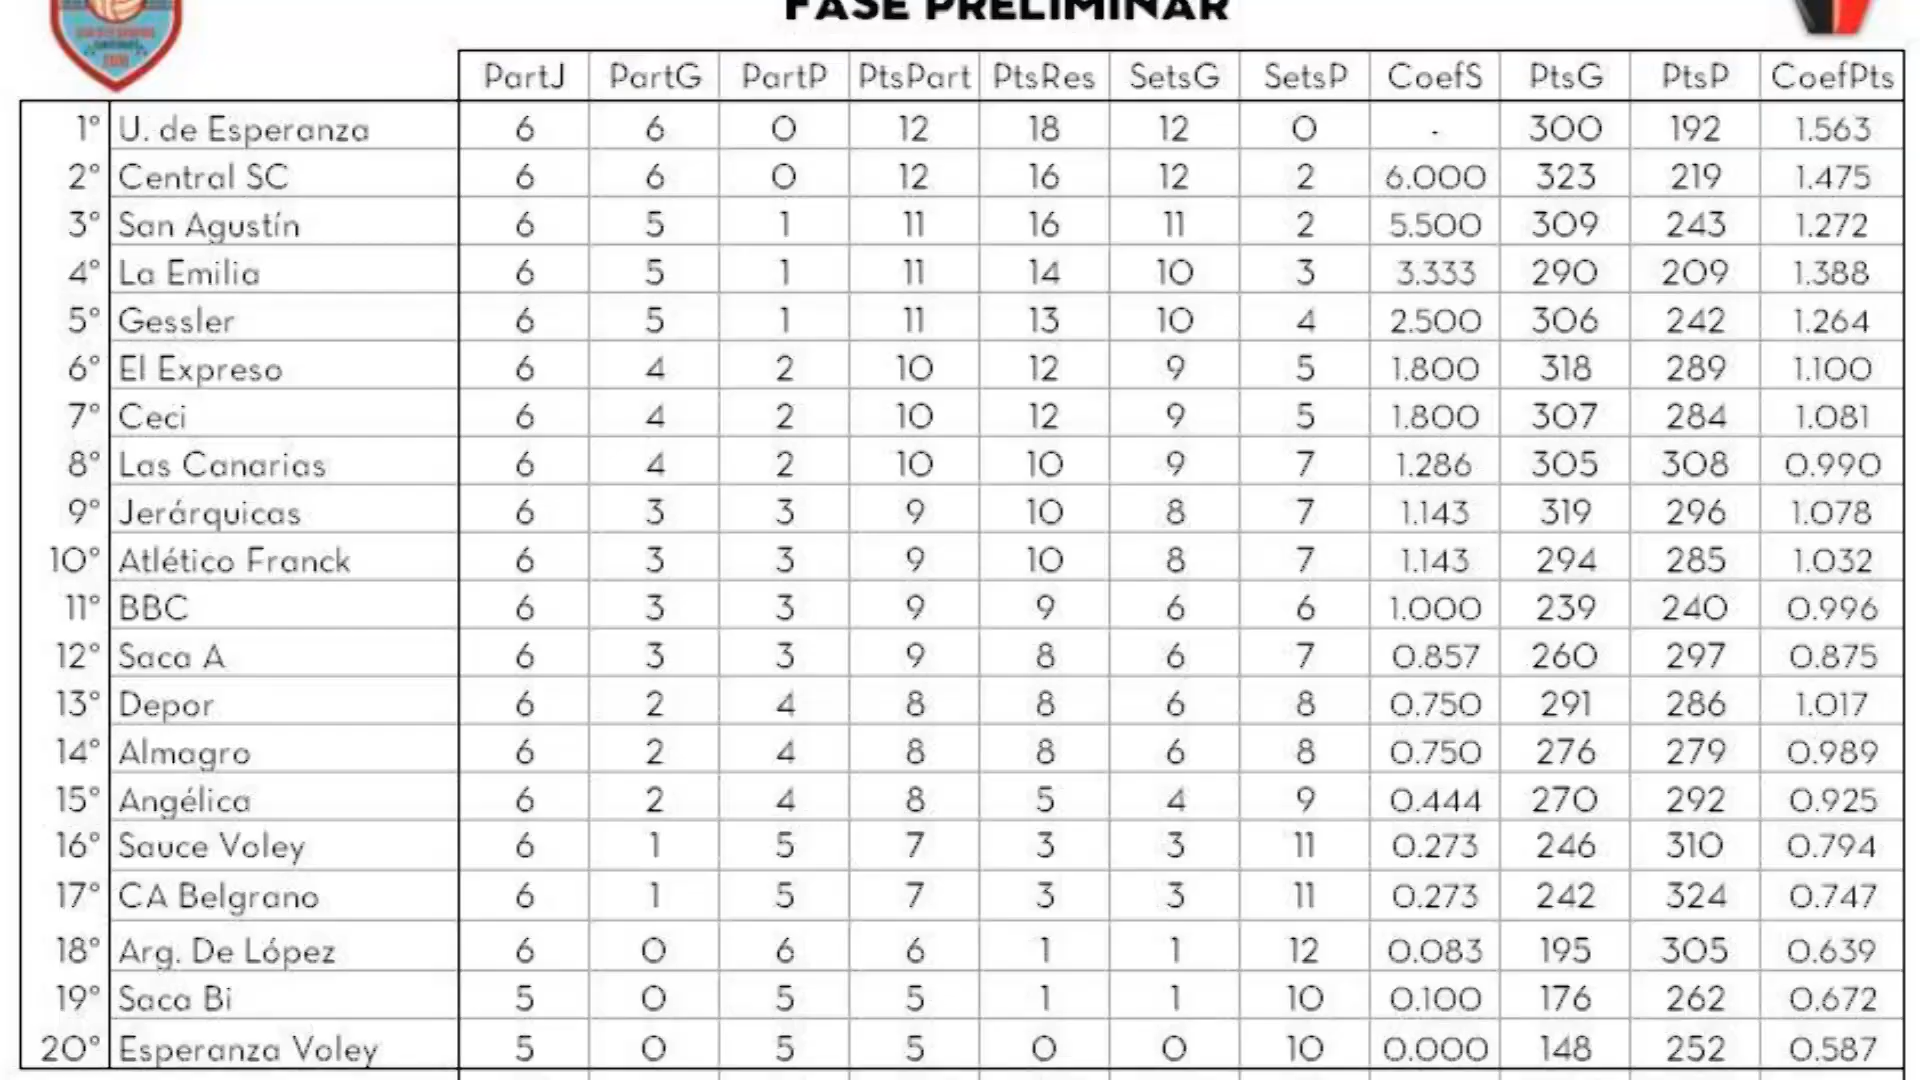 FASE PRELIMINAR
PartJ PartG PartP PtsPart PtsRes SetsG SetsP CoefS PtsG PtsP CoefPts
1° U. de Esperanza 6 6 0 12 18 12 0 - 300 192 1.563
2° Central SC 6 6 0 12 16 12 2 6.000 323 219 1.475
3° San Agustín 6 5 1 11 16 11 2 5.500 309 243 1.272
4° La Emilia 6 5 1 11 14 10 3 3.333 290 209 1.388
5° Gessler 6 5 1 11 13 10 4 2.500 306 242 1.264
6° El Expreso 6 4 2 10 12 9 5 1.800 318 289 1.100
7° Ceci 6 4 2 10 12 9 5 1.800 307 284 1.081
8° Las Canarias 6 4 2 10 10 9 7 1.286 305 308 0.990
9° Jerárquicas 6 3 3 9 10 8 7 1.143 319 296 1.078
10° Atlético Franck 6 3 3 9 10 8 7 1.143 294 285 1.032
11° BBC 6 3 3 9 9 6 6 1.000 239 240 0.996
12° Saca A 6 3 3 9 8 6 7 0.857 260 297 0.875
13° Depor 6 2 4 8 8 6 8 0.750 291 286 1.017
14° Almagro 6 2 4 8 8 6 8 0.750 276 279 0.989
15° Angélica 6 2 4 8 5 4 9 0.444 270 292 0.925
16° Sauce Voley 6 1 5 7 3 3 11 0.273 246 310 0.794
17° CA Belgrano 6 1 5 7 3 3 11 0.273 242 324 0.747
18° Arg. De López 6 0 6 6 1 1 12 0.083 195 305 0.639
19° Saca Bi 5 0 5 5 1 1 10 0.100 176 262 0.672
20° Esperanza Voley 5 0 5 5 0 0 10 0.000 148 252 0.587